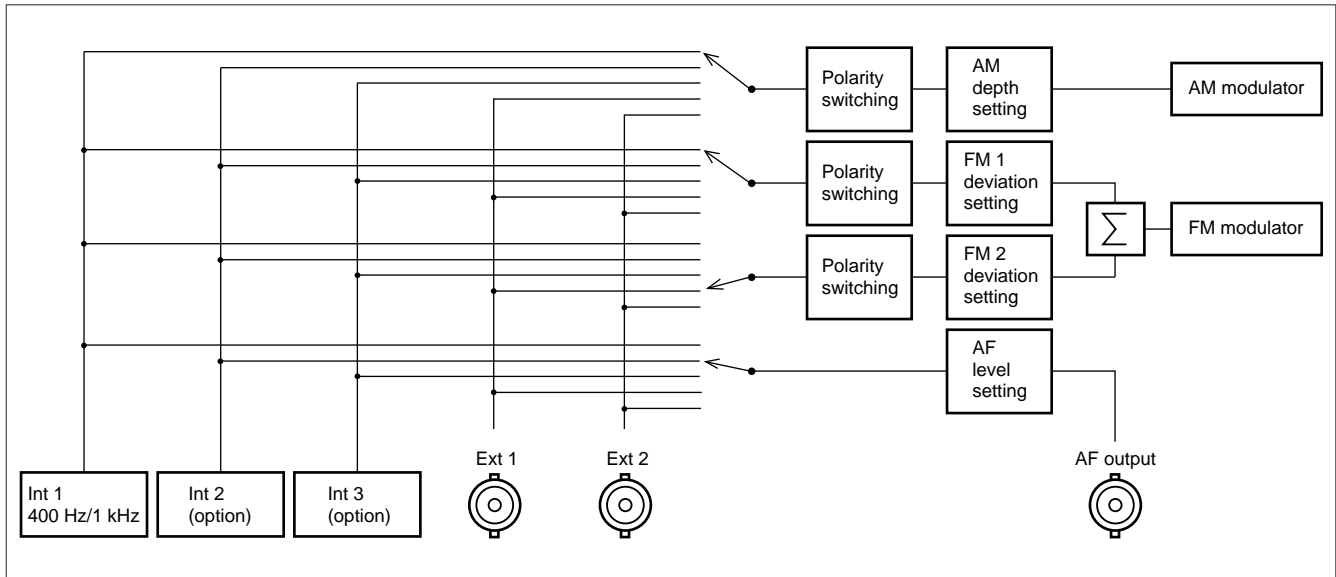 Polarity
switching
AM
depth
setting
AM modulator
Polarity
switching
FM 1
deviation
setting
Σ
FM modulator
Polarity
switching
FM 2
deviation
setting
AF
level
setting
Int 1
400 Hz/1 kHz
Int 2
(option)
Int 3
(option)
Ext 1
Ext 2
AF output